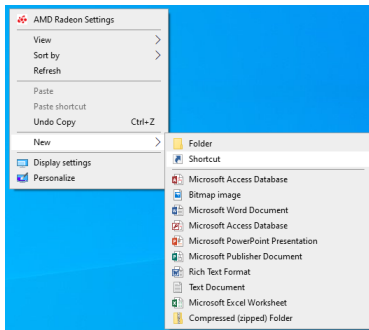 AMD Radeon Settings
View
Sort by
Refresh
Paste
Paste shortcut
Undo Copy Ctrl+Z
New
Display settings
Personalize
Folder
Shortcut
Microsoft Access Database
Bitmap image
Microsoft Word Document
Microsoft Access Database
Microsoft PowerPoint Presentation
Microsoft Publisher Document
Rich Text Format
Text Document
Microsoft Excel Worksheet
Compressed (zipped) Folder